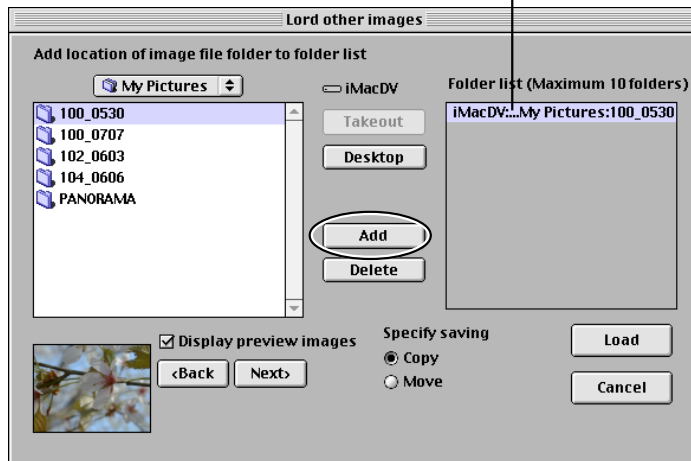 Lord other images
Add location of image file folder to folder list
My Pictures
iMacDV
Folder list (Maximum 10 folders)
100_0530
100_0707
102_0603
104_0606
PANORAMA
Takeout
Desktop
Add
Delete
iMacDV:...My Pictures:100_0530
Display preview images
<Back
Next>
Specify saving
Copy
Move
Load
Cancel